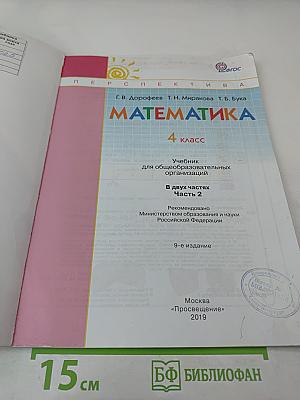 ФГОС
ПЕРСПЕКТИВА
Г. В. Дорофеев Т. Н. Миракова Т. Б. Бука
МАТЕМАТИКА
4 класс
Учебник
для общеобразовательных
организаций
В двух частях
Часть 2
Рекомендовано
Министерством образования и науки
Российской Федерации
9-е издание
Москва
«Просвещение»
2019
15 см
БФ БИБЛИОФАН